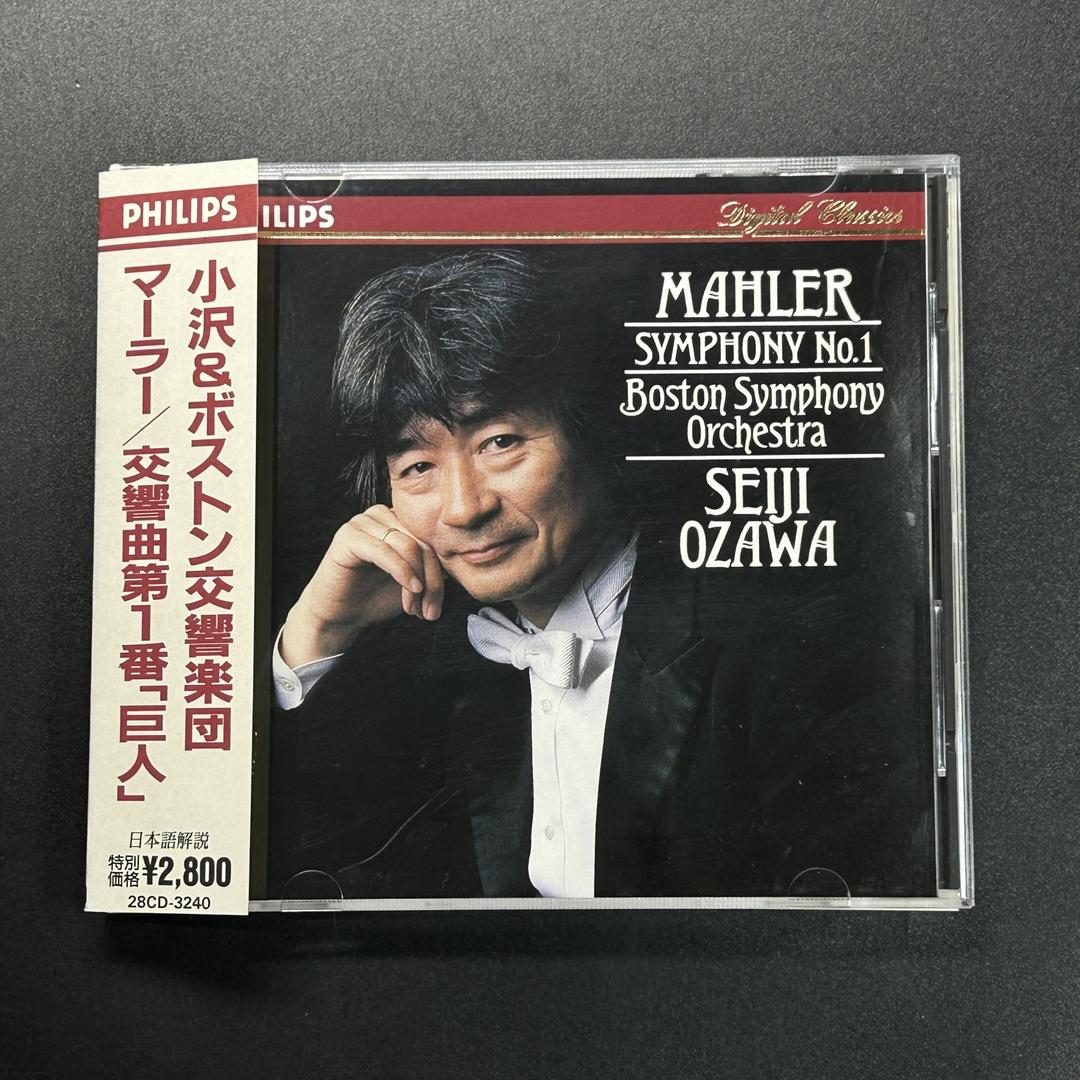 PHILIPS
小沢&ボストン交響楽団
マーラー/交響曲第1番「巨人」
日本語解説
特別
価格
¥2,800
28CD-3240
ILIPS
Digital Classics
MAHLER
SYMPHONY No.1
Boston Symphony
Orchestra
SEIJI
OZAWA